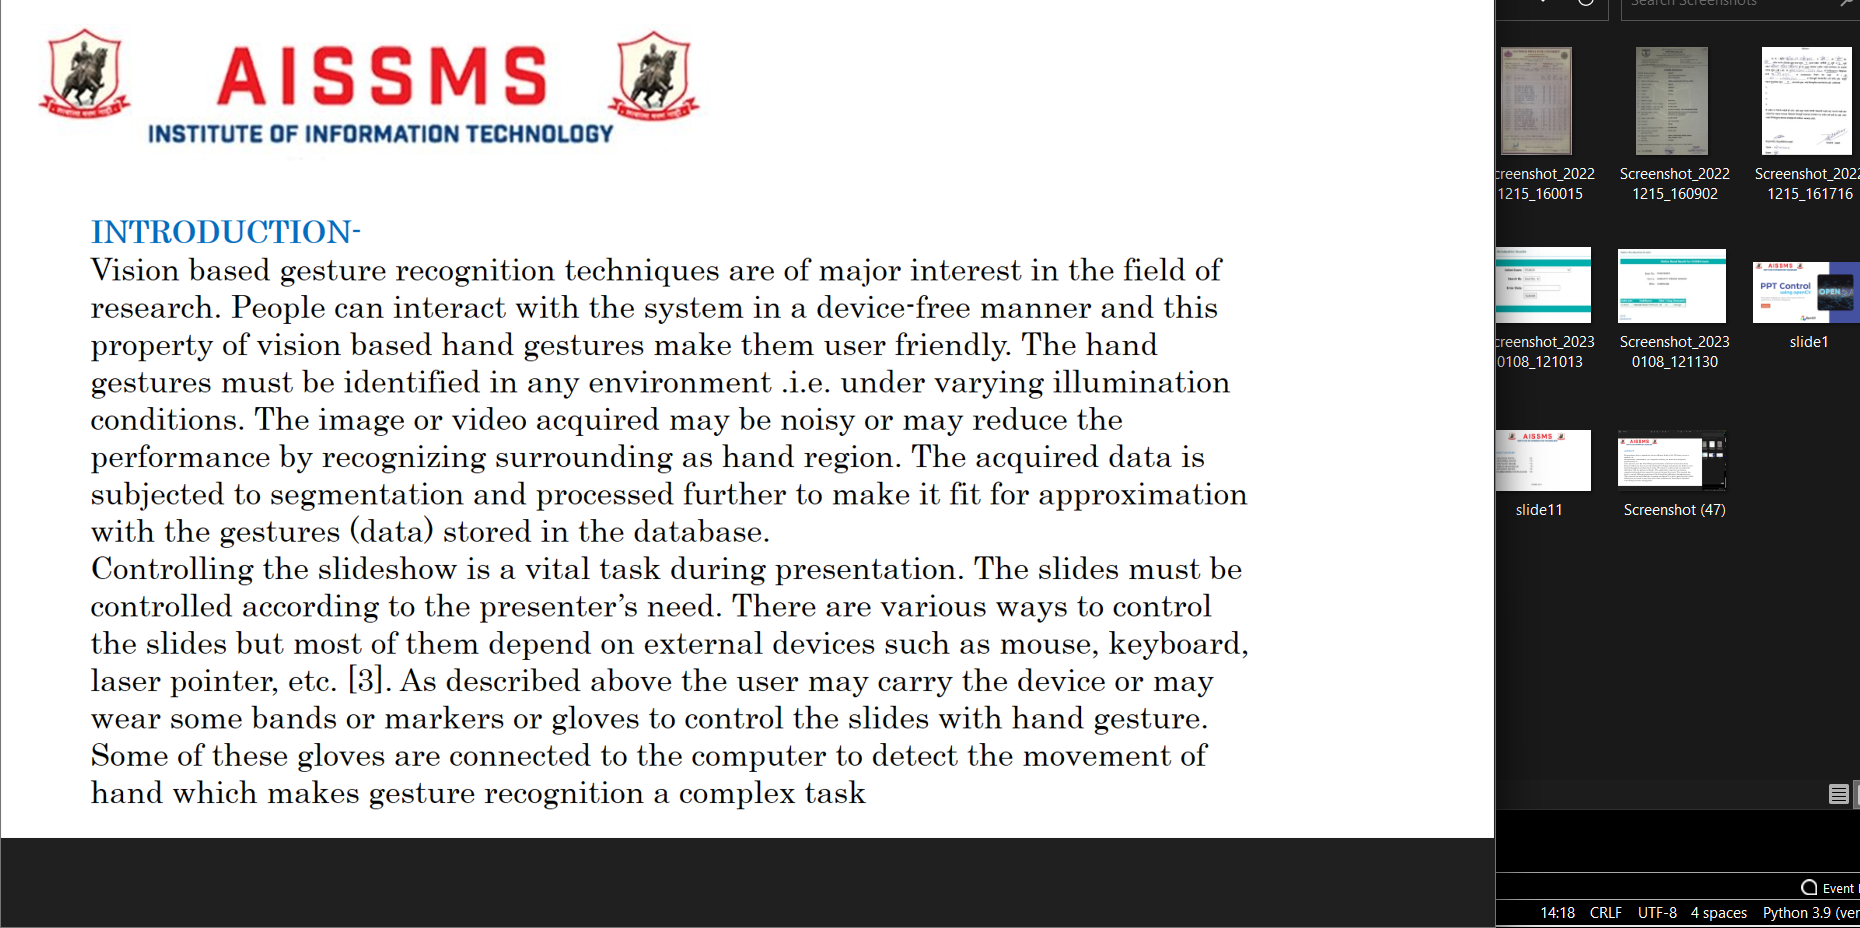 AISSMS
INSTITUTE OF INFORMATION TECHNOLOGY
INTRODUCTION-
Vision based gesture recognition techniques are of major interest in the field of
research. People can interact with the system in a device-free manner and this
property of vision based hand gestures make them user friendly. The hand
gestures must be identified in any environment .i.e. under varying illumination
conditions. The image or video acquired may be noisy or may reduce the
performance by recognizing surrounding as hand region. The acquired data is
subjected to segmentation and processed further to make it fit for approximation
with the gestures (data) stored in the database.
Controlling the slideshow is a vital task during presentation. The slides must be
controlled according to the presenter's need. There are various ways to control
the slides but most of them depend on external devices such as mouse, keyboard,
laser pointer, etc. [3]. As described above the user may carry the device or may
wear some bands or markers or gloves to control the slides with hand gesture.
Some of these gloves are connected to the computer to detect the movement of
hand which makes gesture recognition a complex task
Search Screenshots
creenshot_2022
1215_160015
Screenshot_2022
1215_160902
Screenshot_2022
1215_161716
creenshot_2023
0108_121013
Screenshot_2023
0108_121130
AISSMS
PPT Control
using openCV
OPEN
slide1
AISSMS
slide11
Screenshot (47)
Event
14:18 CRLF UTF-8 4 spaces Python 3.9 (ver